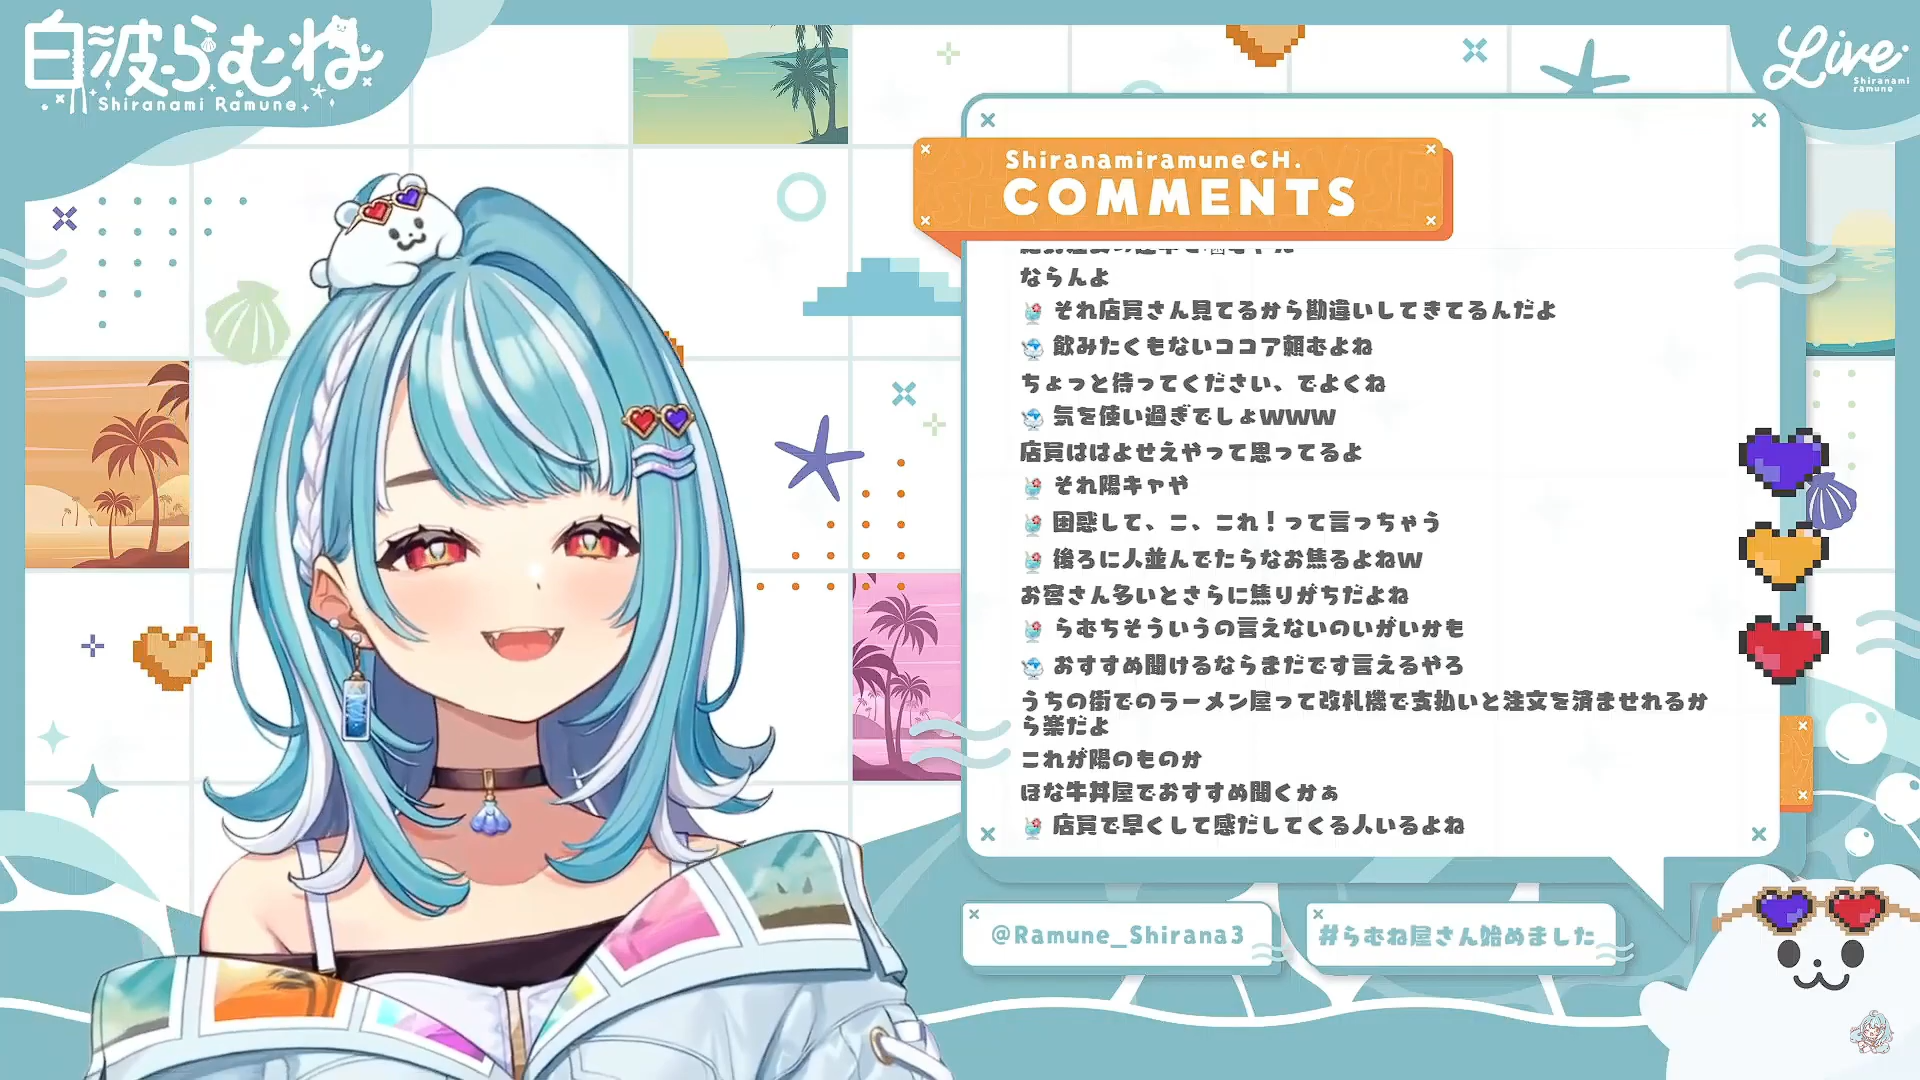 白波らむね
Shiranami Ramune
Live
Shiranami
ramune
ShiranamiramuneCH.
COMMENTS
ならんよ
それ店員さん見てるから勘違いしてきてるんだよ
飲みたくもないココア頼むよね
ちょっと待ってください、でよくね
気を使い過ぎでしょWWW
店員ははよせえやって思ってるよ
それ陽キャや
困惑して、こ、これ！って言っちゃう
後ろに人並んでたらなお焦るよねW
お客さん多いとさらに焦りがちだよね
らむちそういうの言えないのいがいかも
おすすめ聞けるならまだです言えるやろ
うちの街でのラーメン屋って改札機で支払いと注文を済ませれるか
ら楽だよ
これが陽のものか
ほな牛丼屋でおすすめ聞くかぁ
店員で早くして感だしてくる人いるよね
@Ramune_Shirana3
#らむね屋さん始めました